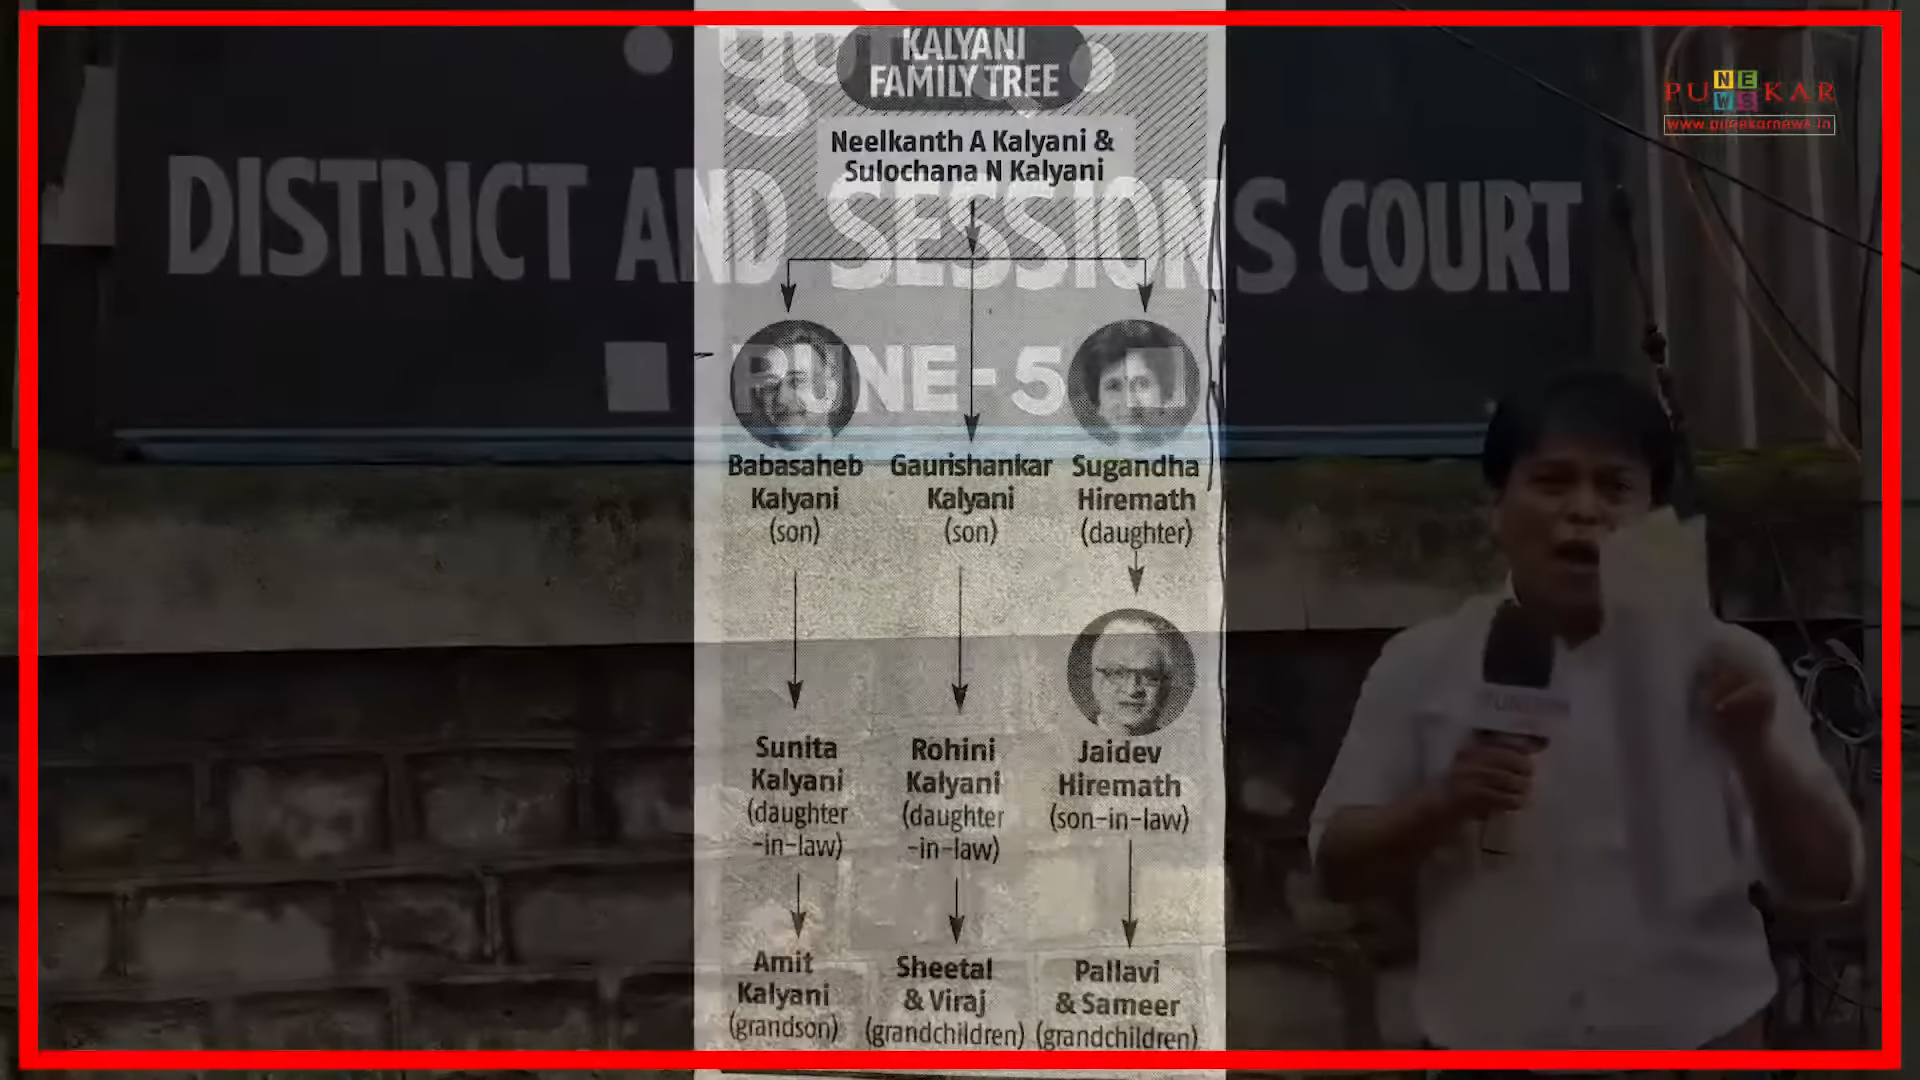 KALYANI
FAMILY TREE
PUNEKAR
NEWS
www.punekarnews.in
Neelkanth A Kalyani &
Sulochana N Kalyani
DISTRICT AND SESSIONS COURT
PUNE-5
Babasaheb
Kalyani
(son)
Gaurishankar
Kalyani
(son)
Sugandha
Hiremath
(daughter)
Sunita
Kalyani
(daughter
-in-law)
Rohini
Kalyani
(daughter
-in-law)
Jaidev
Hiremath
(son-in-law)
Amit
Kalyani
(grandson)
Sheetal
& Viraj
(grandchildren)
Pallavi
& Sameer
(grandchildren)